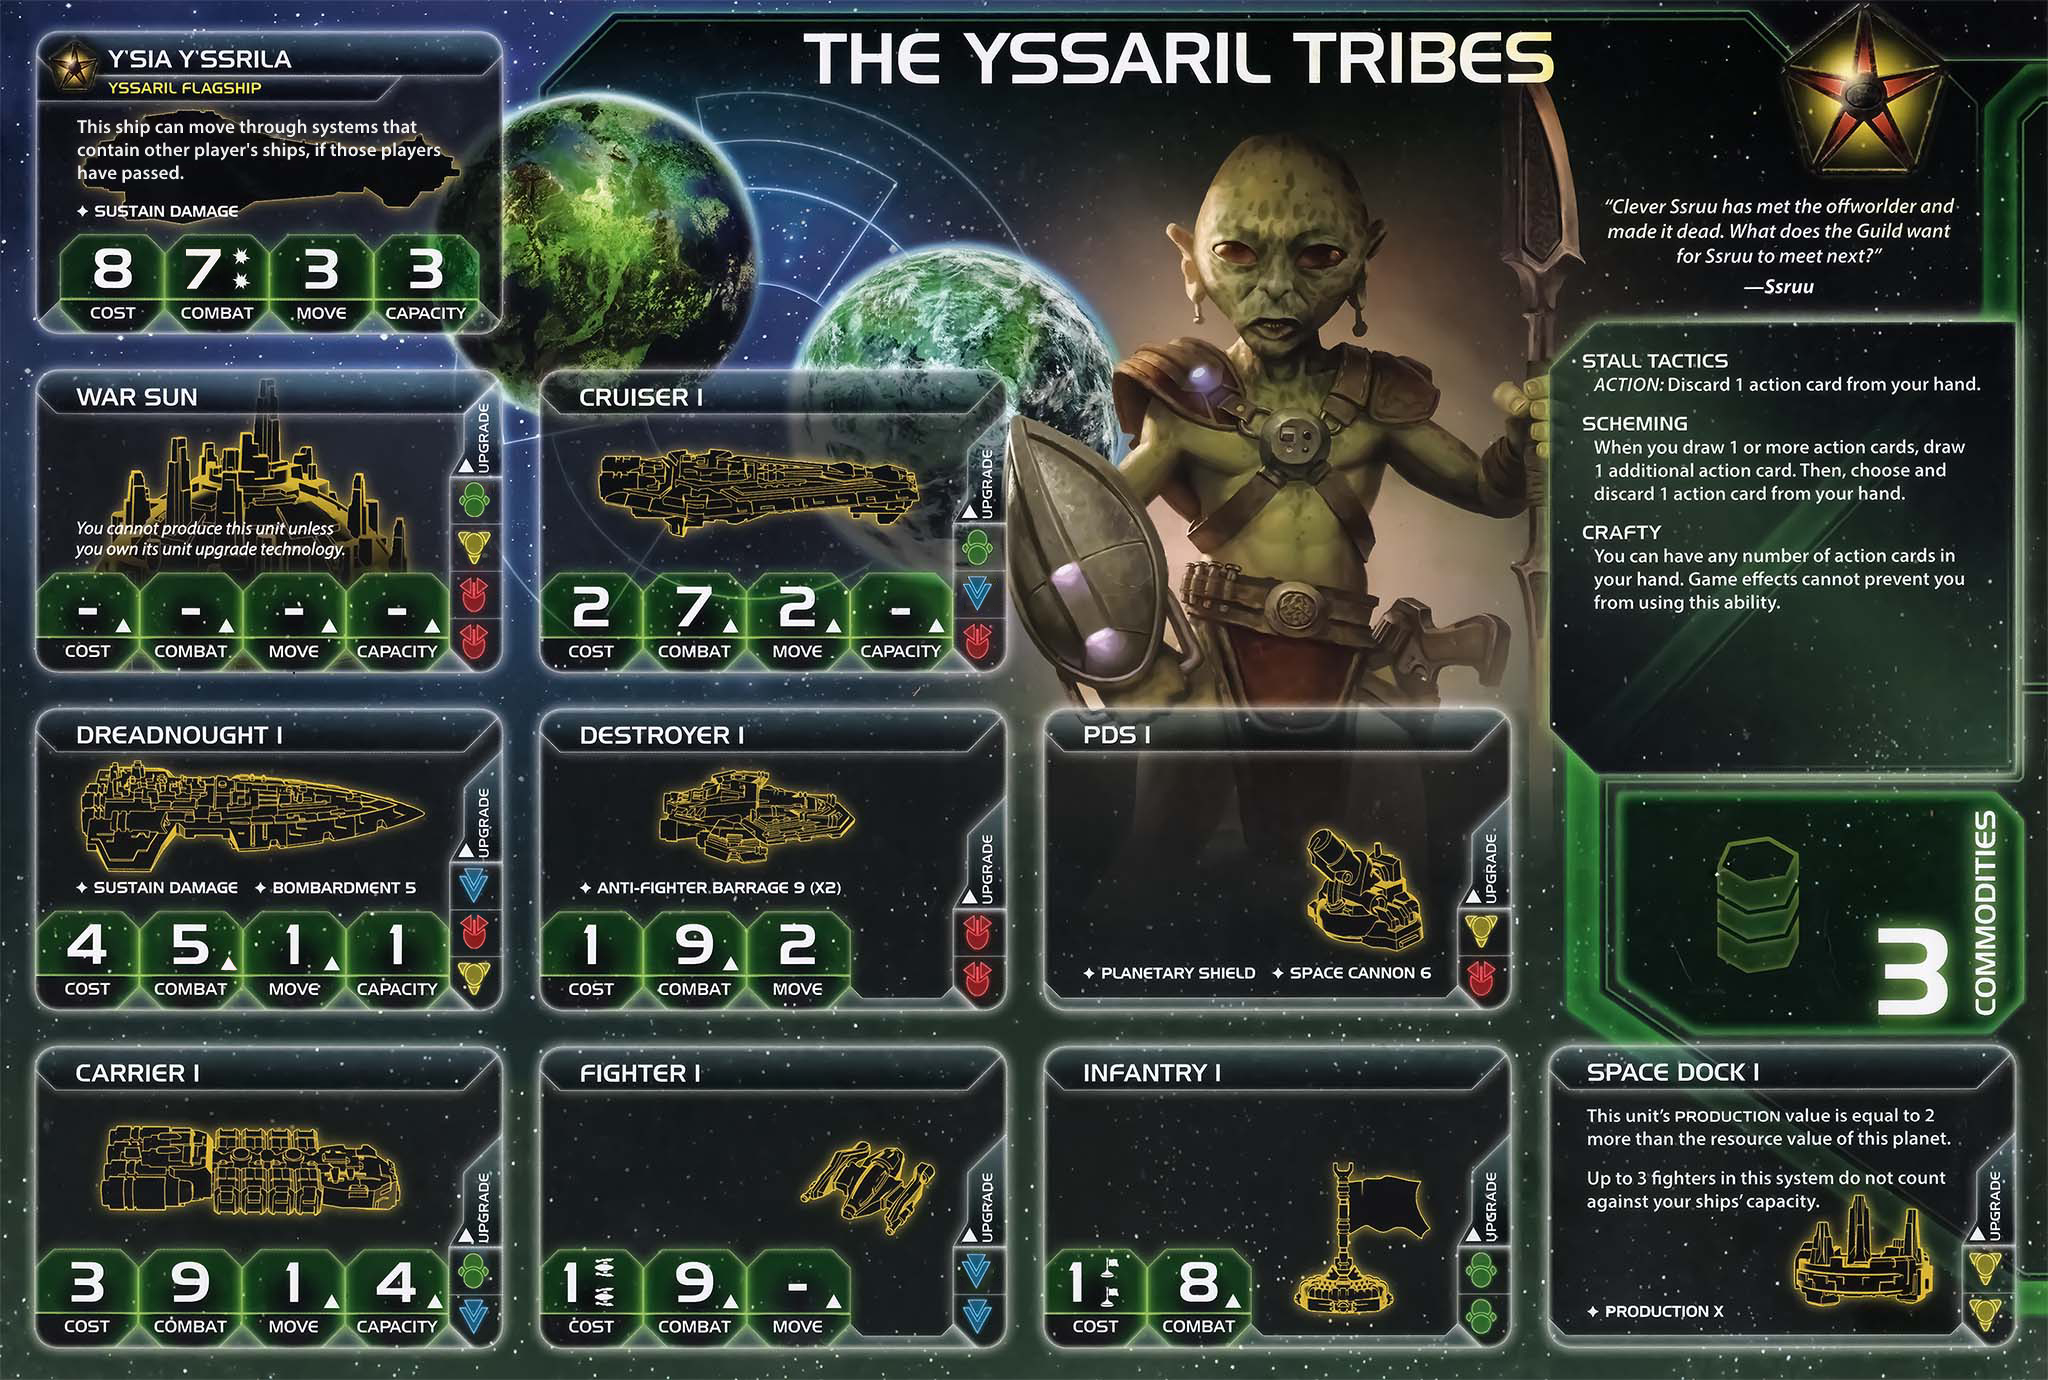 THE YSSARIL TRIBES
Y'SIA Y'SSRILA
YSSARIL FLAGSHIP
This ship can move through systems that
contain other player's ships, if those players
have passed.
SUSTAIN DAMAGE
8 7 3 3
COST COMBAT MOVE CAPACITY
"Clever Ssruu has met the offworlder and
made it dead. What does the Guild want
for Ssruu to meet next?"
—Ssruu
STALL TACTICS
ACTION: Discard 1 action card from your hand.
SCHEMING
When you draw 1 or more action cards, draw
1 additional action card. Then, choose and
discard 1 action card from your hand.
CRAFTY
You can have any number of action cards in
your hand. Game effects cannot prevent you
from using this ability.
WAR SUN
UPGRADE
You cannot produce this unit unless
you own its unit upgrade technology.
- - - -
COST COMBAT MOVE CAPACITY
CRUISER I
UPGRADE
2 7 2 -
COST COMBAT MOVE CAPACITY
DREADNOUGHT I
UPGRADE
SUSTAIN DAMAGE BOMBARDMENT 5
4 5 1 1
COST COMBAT MOVE CAPACITY
DESTROYER I
UPGRADE
ANTI-FIGHTER BARRAGE 9 (X2)
1 9 2
COST COMBAT MOVE
PDS I
UPGRADE
PLANETARY SHIELD SPACE CANNON 6
3
COMMODITIES
CARRIER I
UPGRADE
3 9 1 4
COST COMBAT MOVE CAPACITY
FIGHTER I
UPGRADE
1 9 -
COST COMBAT MOVE
INFANTRY I
UPGRADE
1 8
COST COMBAT
SPACE DOCK I
This unit's PRODUCTION value is equal to 2
more than the resource value of this planet.
Up to 3 fighters in this system do not count
against your ships' capacity.
UPGRADE
PRODUCTION X